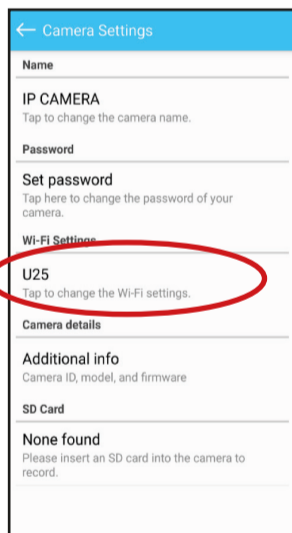 Camera Settings
Name
IP CAMERA
Tap to change the camera name.
Password
Set password
Tap here to change the password of your
camera.
Wi-Fi Settings
U25
Tap to change the Wi-Fi settings.
Camera details
Additional info
Camera ID, model, and firmware
SD Card
None found
Please insert an SD card into the camera to
record.